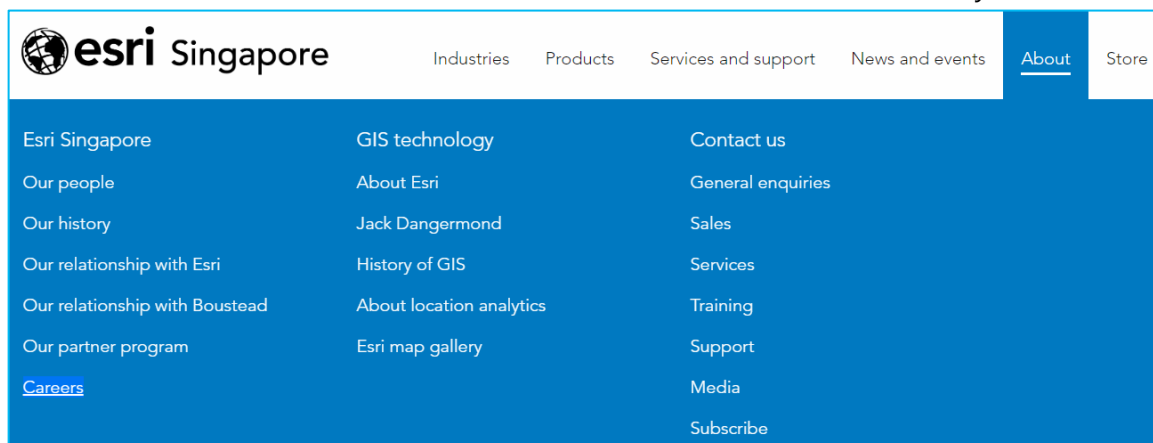 esri Singapore
Industries Products Services and support News and events About Store
Esri Singapore
Our people
Our history
Our relationship with Esri
Our relationship with Boustead
Our partner program
Careers
GIS technology
About Esri
Jack Dangermond
History of GIS
About location analytics
Esri map gallery
Contact us
General enquiries
Sales
Services
Training
Support
Media
Subscribe